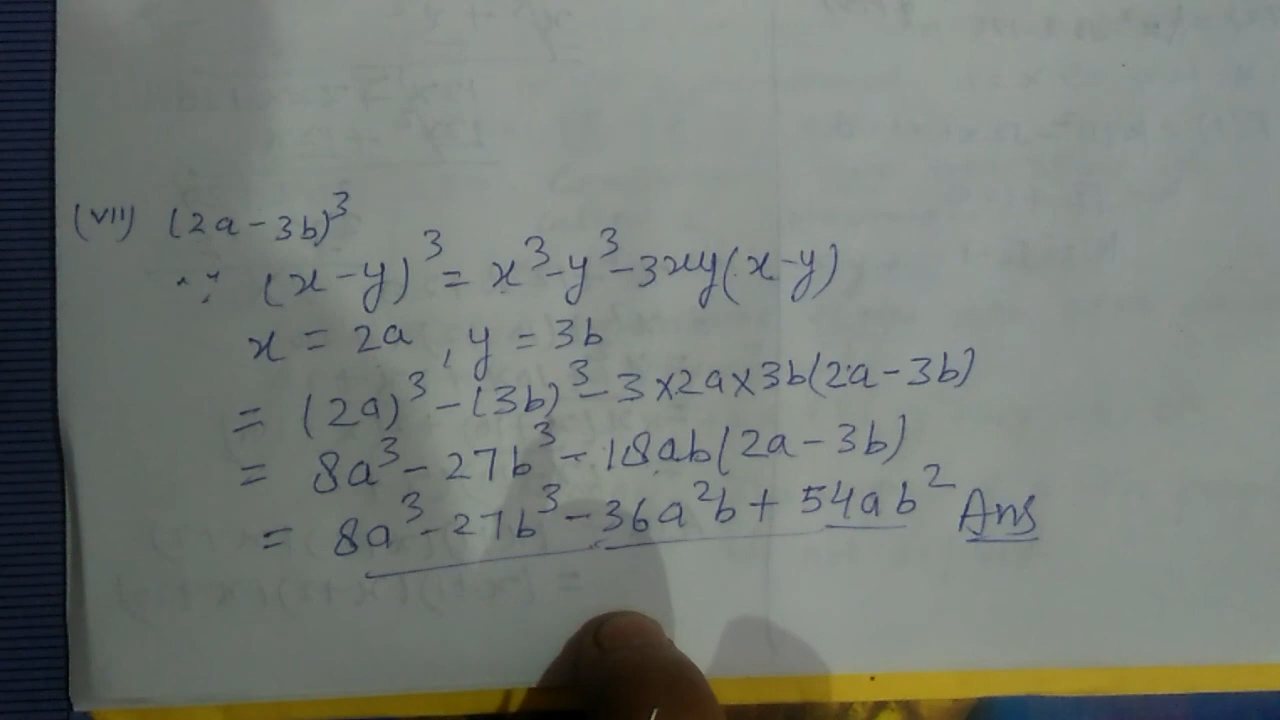 (VII) (2a-3b)³
∵ (x-y)³ = x³-y³-3xy(x-y)
x = 2a, y = 3b
= (2a)³-(3b)³-3×2a×3b(2a-3b)
= 8a³-27b³-18ab(2a-3b)
= 8a³-27b³-36a²b+54ab² Ans